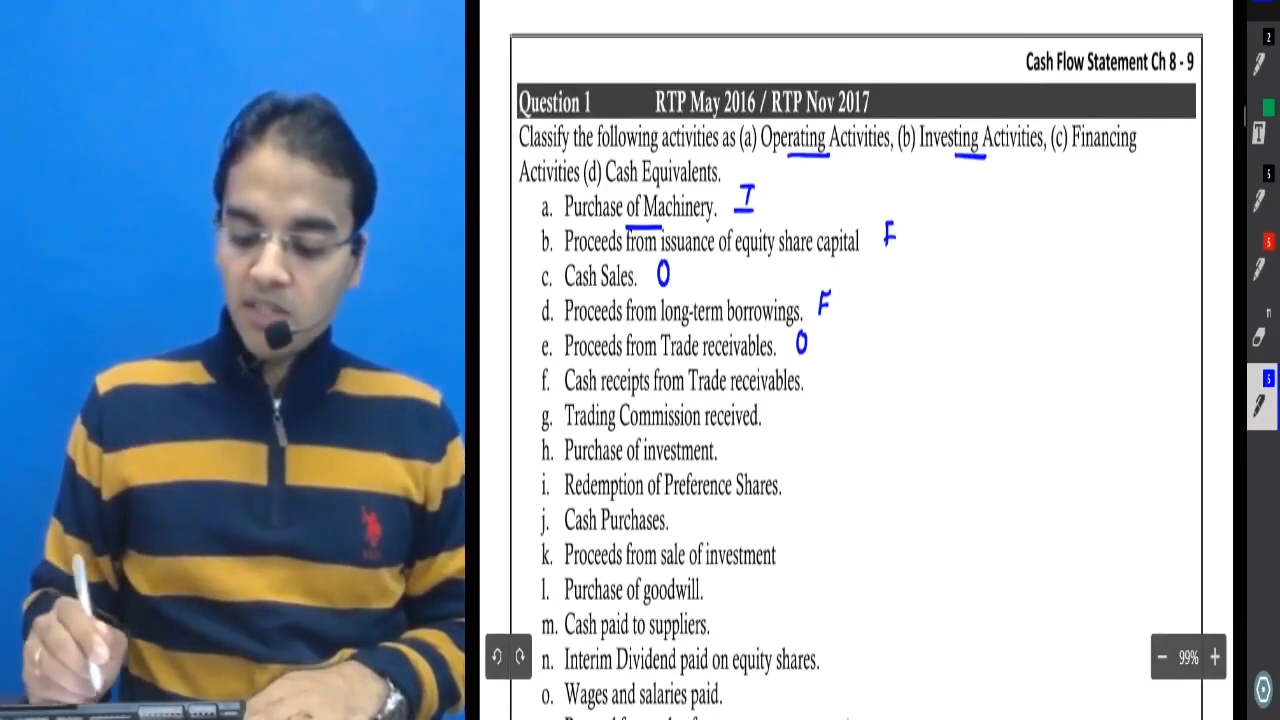 Cash Flow Statement Ch 8 - 9
Question 1 RTP May 2016 / RTP Nov 2017
Classify the following activities as (a) Operating Activities, (b) Investing Activities, (c) Financing
Activities (d) Cash Equivalents.
a. Purchase of Machinery. I
b. Proceeds from issuance of equity share capital F
c. Cash Sales. O
d. Proceeds from long-term borrowings. F
e. Proceeds from Trade receivables. O
f. Cash receipts from Trade receivables.
g. Trading Commission received.
h. Purchase of investment.
i. Redemption of Preference Shares.
j. Cash Purchases.
k. Proceeds from sale of investment
l. Purchase of goodwill.
m. Cash paid to suppliers.
n. Interim Dividend paid on equity shares.
o. Wages and salaries paid.
99%
2
T
5
5
5